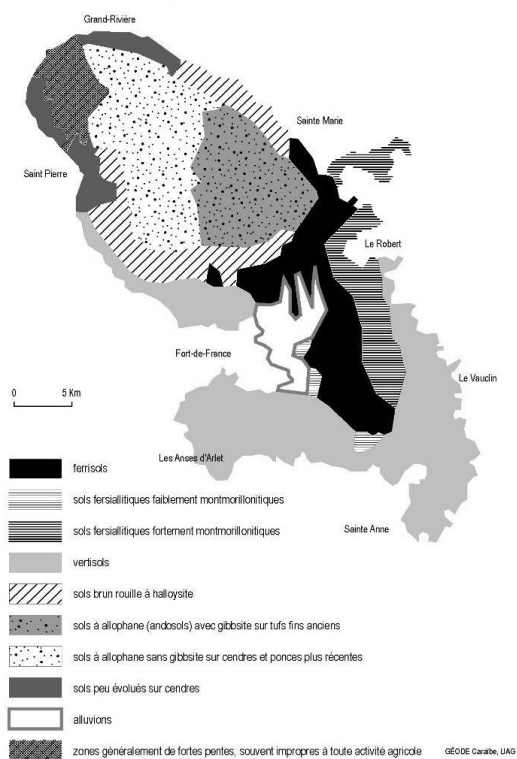 Grand-Rivière
Sainte Marie
Saint Pierre
Le Robert
Fort-de-France
0 5 Km
Le Vauclin
Les Anses d'Arlet
Sainte Anne
ferrisols
sols fersiallitiques faiblement montmorillonitiques
sols fersiallitiques fortement montmorillonitiques
vertisols
sols brun rouille à halloysite
sols à allophane (andosols) avec gibbsite sur tufs fins anciens
sols à allophane sans gibbsite sur cendres et ponces plus récentes
sols peu évolués sur cendres
alluvions
zones généralement de fortes pentes, souvent impropres à toute activité agricole
GÉODE Caraïbe, UAG